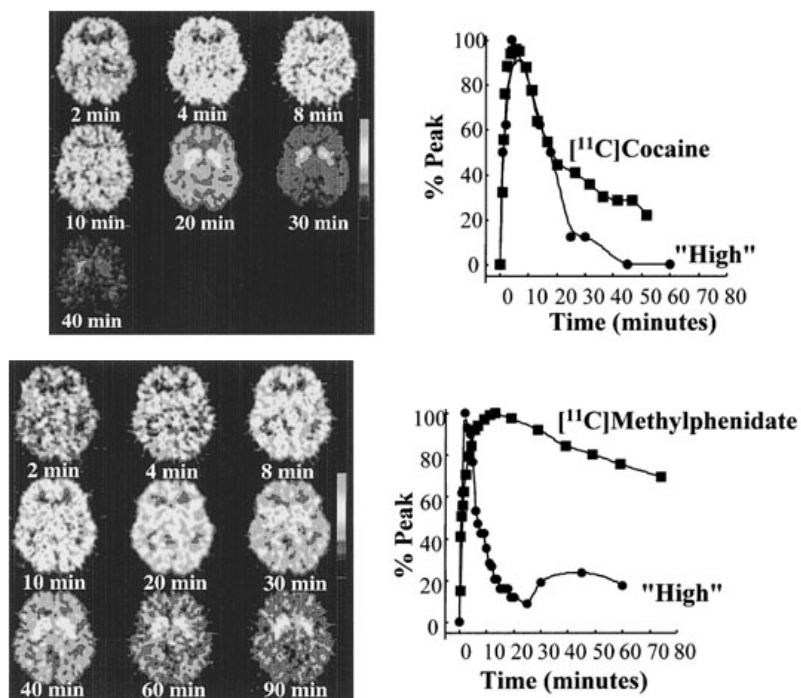 2 min 4 min 8 min
10 min 20 min 30 min
40 min
% Peak
100
80
60
40
20
0
[¹¹C]Cocaine
"High"
0 10 20 30 40 50 60 70 80
Time (minutes)
2 min 4 min 8 min
10 min 20 min 30 min
40 min 60 min 90 min
% Peak
100
80
60
40
20
0
[¹¹C]Methylphenidate
"High"
0 10 20 30 40 50 60 70 80
Time (minutes)